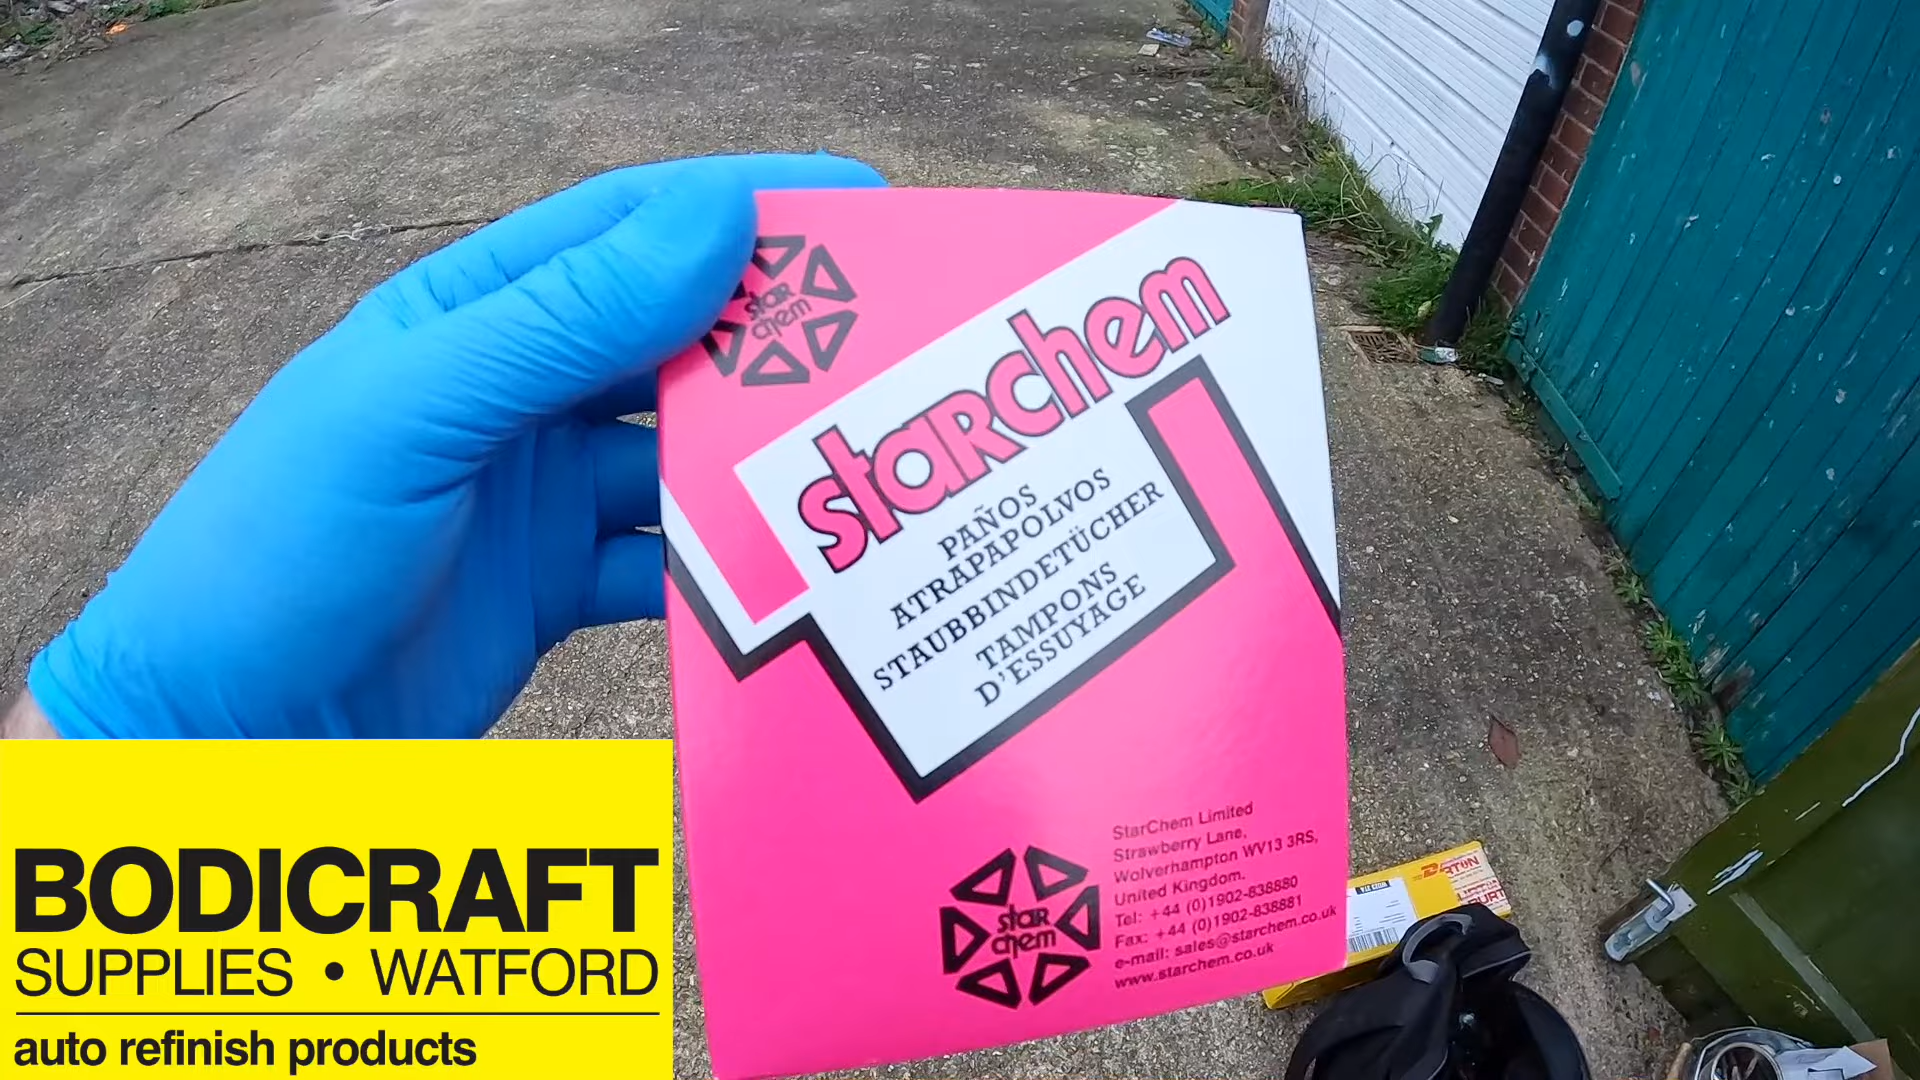 star
chem
starchem
PAÑOS
ATRAPAPOLVOS
STAUBBINDETÜCHER
TAMPONS
D'ESSUYAGE
StarChem Limited
Strawberry Lane,
Wolverhampton WV13 3RS,
United Kingdom.
Tel: +44 (0)1902-838880
Fax: +44 (0)1902-838881
e-mail: sales@starchem.co.uk
www.starchem.co.uk
star
chem
BODICRAFT
SUPPLIES • WATFORD
auto refinish products